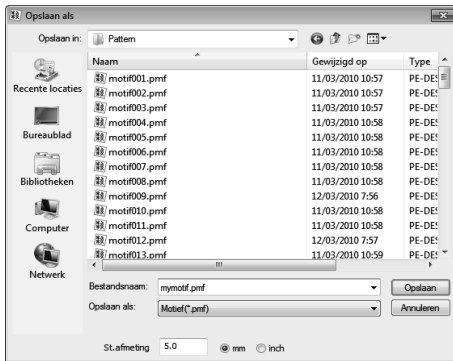 Opslaan als
Opslaan in: Pattern
Naam Gewijzigd op Type
motif001.pmf 11/03/2010 10:57 PE-DES
motif002.pmf 11/03/2010 10:57 PE-DES
motif003.pmf 11/03/2010 10:57 PE-DES
motif004.pmf 11/03/2010 10:58 PE-DES
motif005.pmf 11/03/2010 10:58 PE-DES
motif006.pmf 11/03/2010 10:58 PE-DES
motif007.pmf 11/03/2010 10:58 PE-DES
motif008.pmf 11/03/2010 10:58 PE-DES
motif009.pmf 12/03/2010 7:56 PE-DES
motif010.pmf 11/03/2010 10:58 PE-DES
motif011.pmf 11/03/2010 10:58 PE-DES
motif012.pmf 12/03/2010 7:57 PE-DES
motif013.pmf 11/03/2010 10:59 PE-DES
Recente locaties
Bureaublad
Bibliotheken
Computer
Netwerk
Bestandsnaam: mymotif.pmf Opslaan
Opslaan als: Motief(*.pmf) Annuleren
St.afmeting 5.0 mm inch